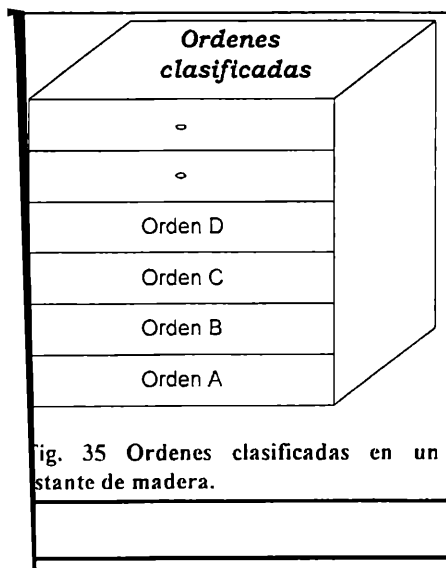 Ordenes
clasificadas
Orden D
Orden C
Orden B
Orden A
ig. 35 Ordenes clasificadas en un
stante de madera.